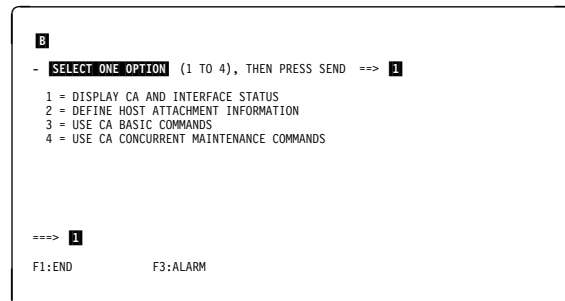 B
- SELECT ONE OPTION (1 TO 4), THEN PRESS SEND ==> 1
1 = DISPLAY CA AND INTERFACE STATUS
2 = DEFINE HOST ATTACHMENT INFORMATION
3 = USE CA BASIC COMMANDS
4 = USE CA CONCURRENT MAINTENANCE COMMANDS
===> 1
F1:END F3:ALARM